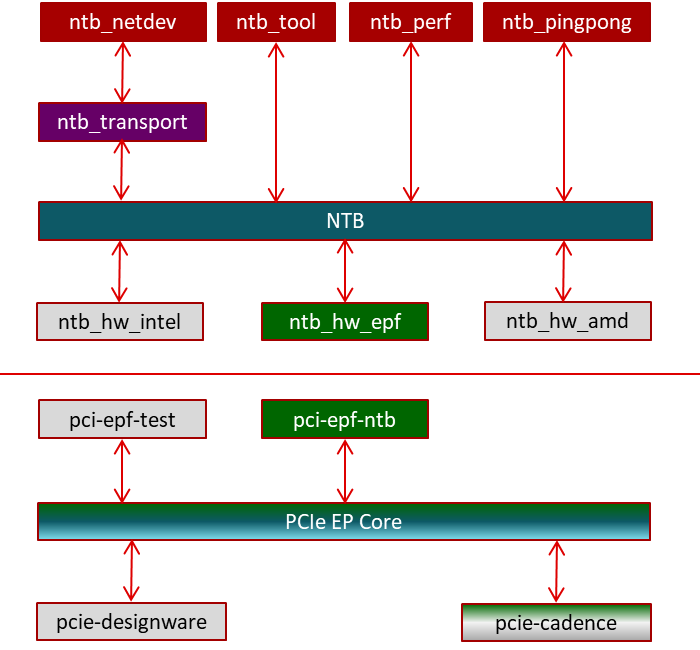 ntb_netdev
ntb_tool
ntb_perf
ntb_pingpong
ntb_transport
NTB
ntb_hw_intel
ntb_hw_epf
ntb_hw_amd
pci-epf-test
pci-epf-ntb
PCIe EP Core
pcie-designware
pcie-cadence